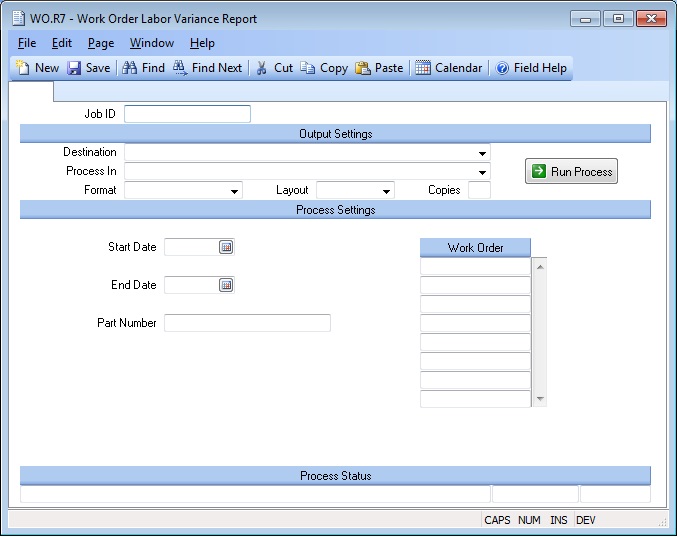 WO.R7 - Work Order Labor Variance Report
File Edit Page Window Help
New Save Find Find Next Cut Copy Paste Calendar Field Help
Job ID
Output Settings
Destination
Process In
Run Process
Format Layout Copies
Process Settings
Start Date
Work Order
End Date
Part Number
Process Status
CAPS NUM INS DEV